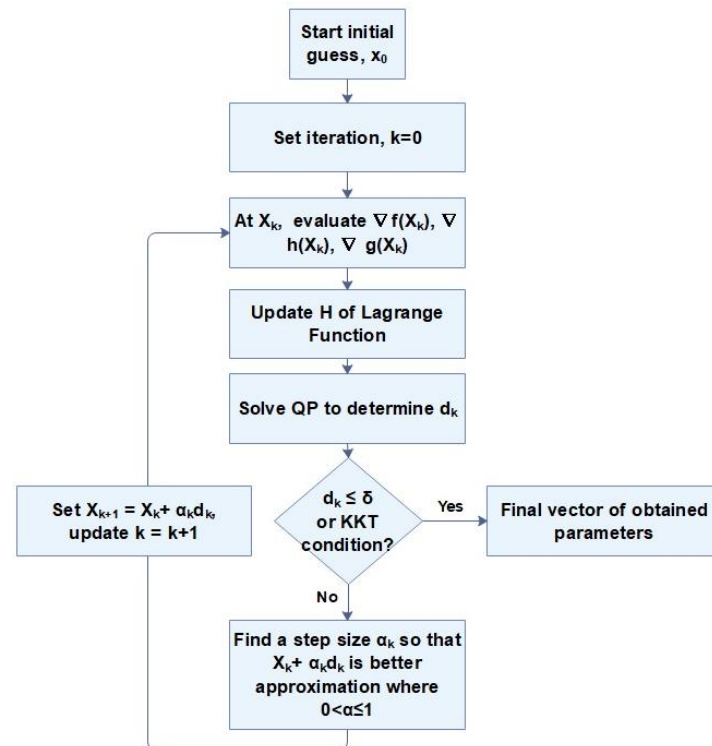 Start initial
guess, x₀
Set iteration, k=0
At Xₖ, evaluate ∇ f(Xₖ), ∇
h(Xₖ), ∇ g(Xₖ)
Update H of Lagrange
Function
Solve QP to determine dₖ
dₖ ≤ δ
or KKT
condition?
Yes
Final vector of obtained
parameters
No
Find a step size αₖ so that
Xₖ+ αₖdₖ is better
approximation where
0<α≤1
Set Xₖ₊₁ = Xₖ+ αₖdₖ,
update k = k+1